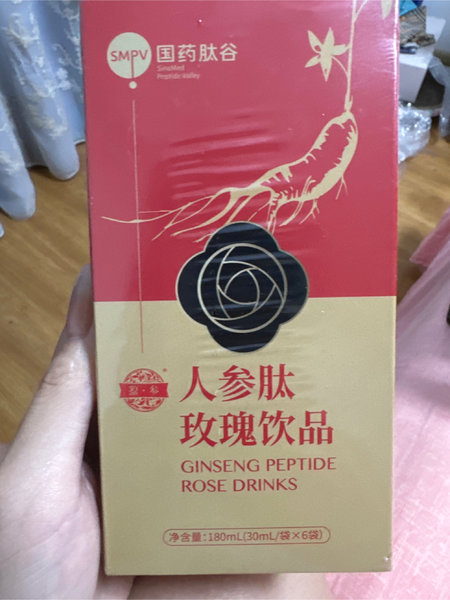 SMPV 国药肽谷
SinoMed
Peptide Valley
人参肽
玫瑰饮品
GINSENG PEPTIDE
ROSE DRINKS
净含量:180mL(30mL/袋×6袋)